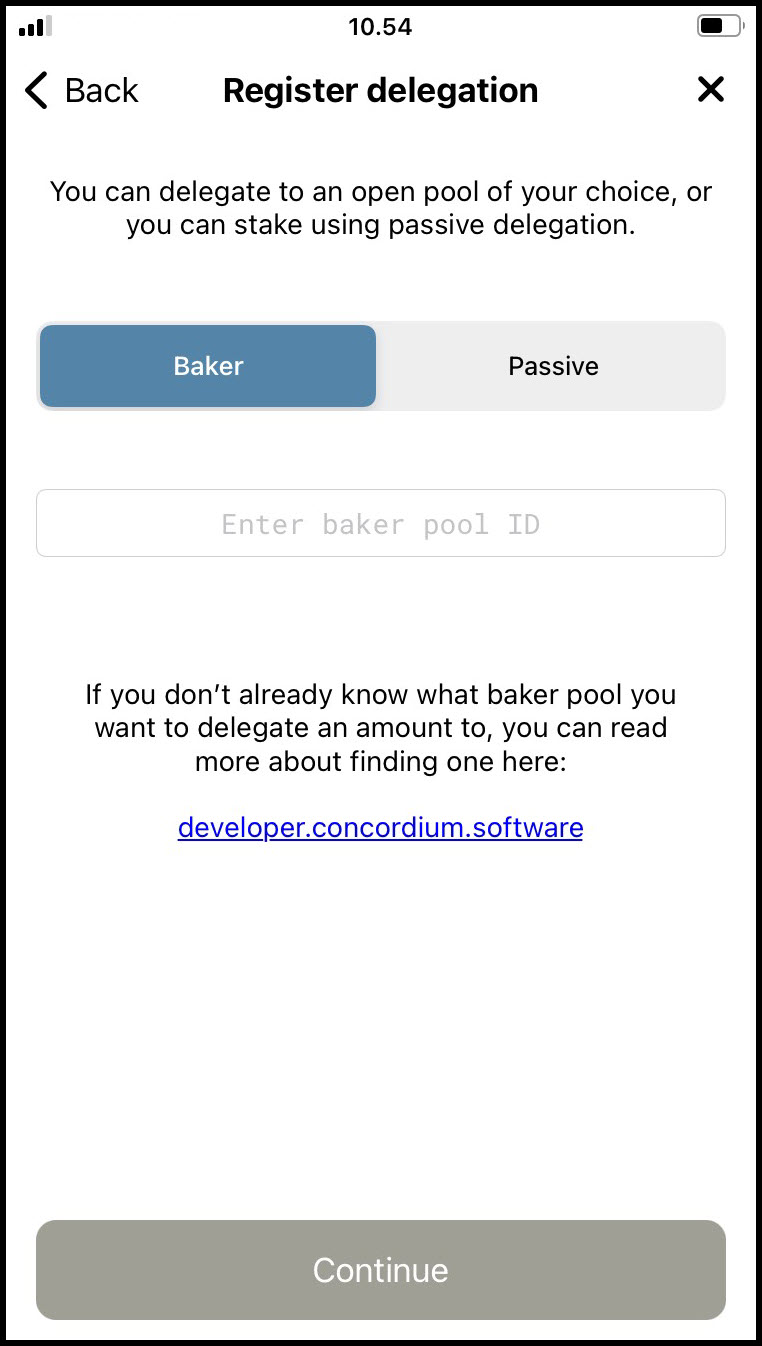 10.54
Back
Register delegation
You can delegate to an open pool of your choice, or
you can stake using passive delegation.
Baker
Passive
Enter baker pool ID
If you don’t already know what baker pool you
want to delegate an amount to, you can read
more about finding one here:
developer.concordium.software
Continue